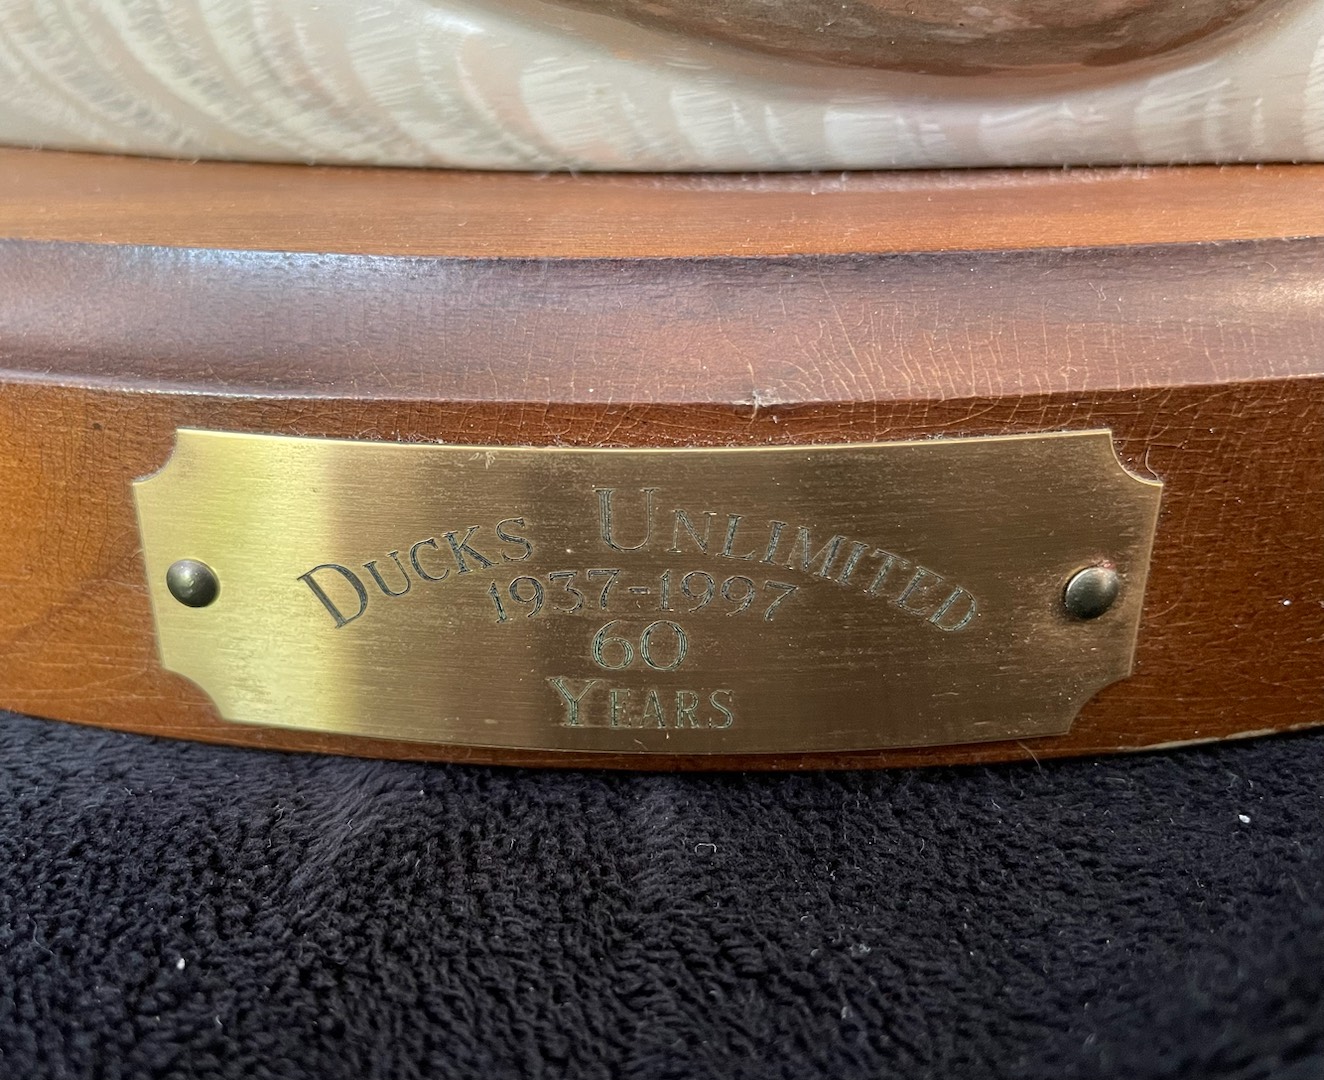 Ducks Unlimited
1937-1997
60
Years